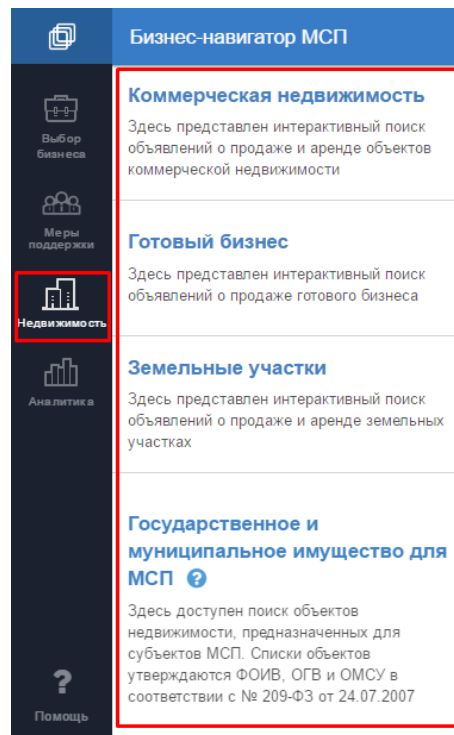 Бизнес-навигатор МСП
Выбор
бизнеса
Меры
поддержки
Недвижимость
Аналитика
Помощь
Коммерческая недвижимость
Здесь представлен интерактивный поиск
объявлений о продаже и аренде объектов
коммерческой недвижимости
Готовый бизнес
Здесь представлен интерактивный поиск
объявлений о продаже готового бизнеса
Земельные участки
Здесь представлен интерактивный поиск
объявлений о продаже и аренде земельных
участках
Государственное и
муниципальное имущество для
МСП ?
Здесь доступен поиск объектов
недвижимости, предназначенных для
субъектов МСП. Списки объектов
утверждаются ФОИВ, ОГВ и ОМСУ в
соответствии с № 209-ФЗ от 24.07.2007